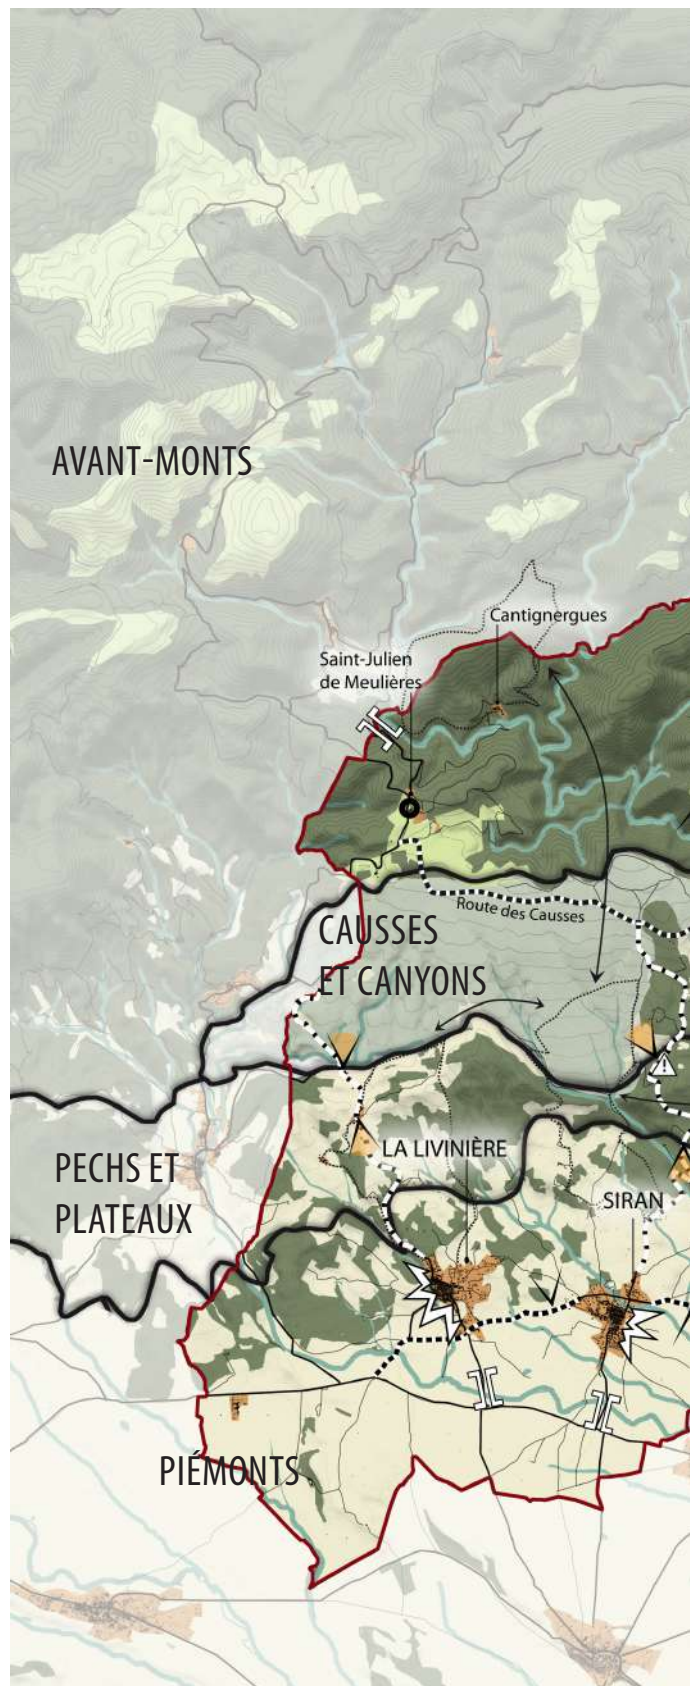 AVANT-MONTS
Cantignergues
Saint-Julien
de Meulières
Route des Causses
CAUSSES
ET CANYONS
LA LIVINIÈRE
PECHS ET
PLATEAUX
SIRAN
PIÉMONTS